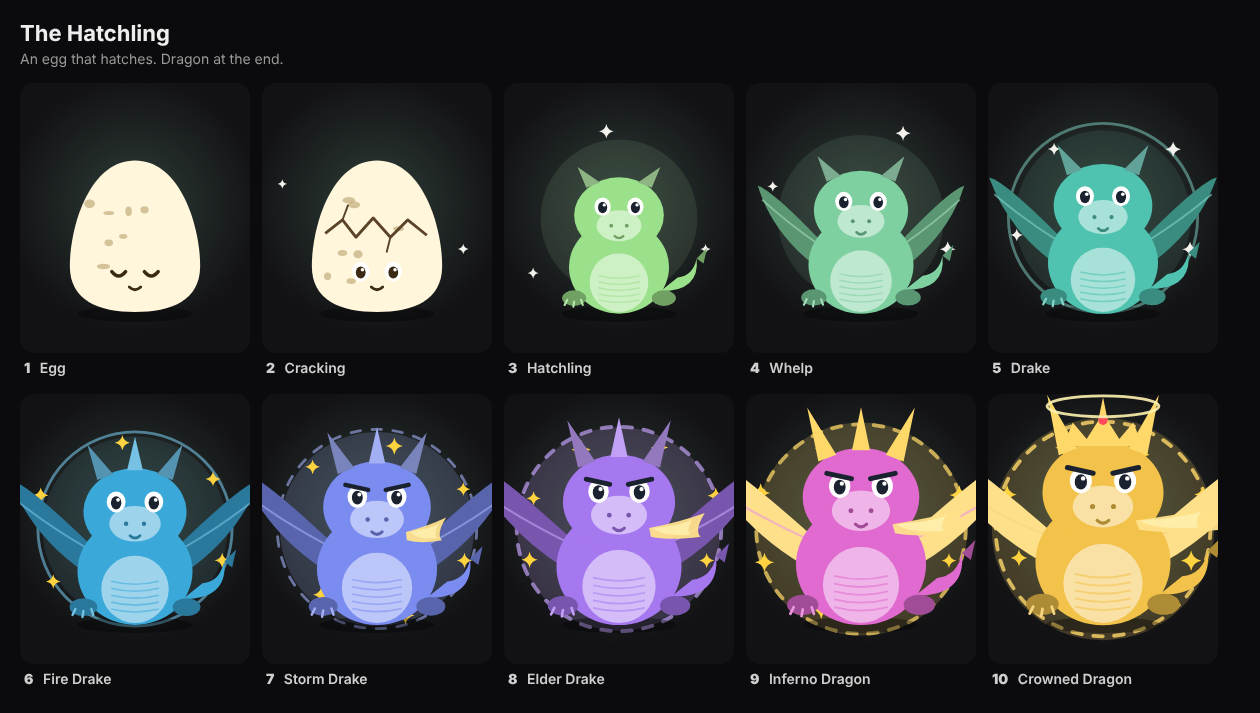 The Hatchling
An egg that hatches. Dragon at the end.
1 Egg
2 Cracking
3 Hatchling
4 Whelp
5 Drake
6 Fire Drake
7 Storm Drake
8 Elder Drake
9 Inferno Dragon
10 Crowned Dragon